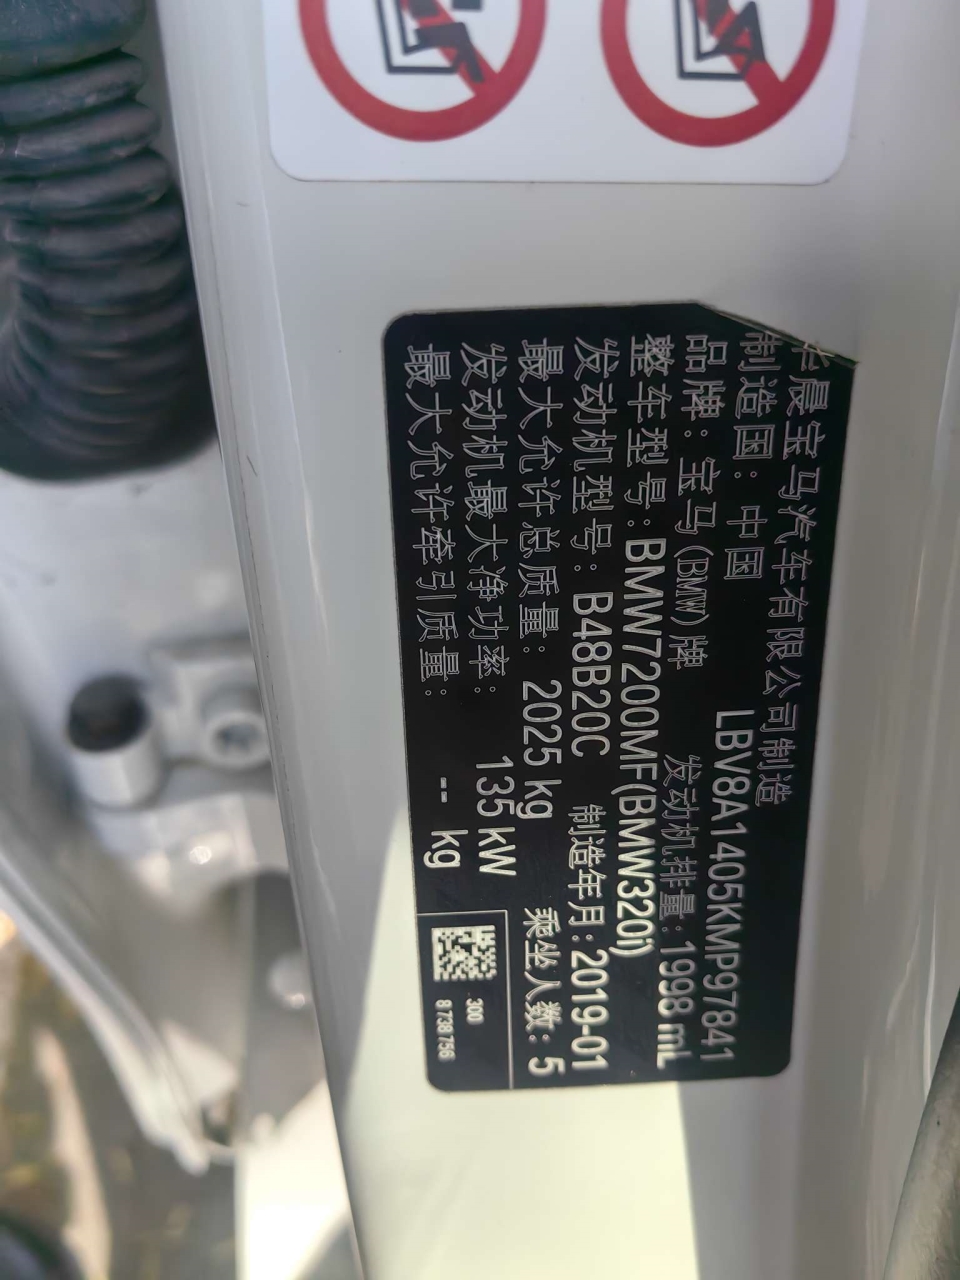 华晨宝马汽车有限公司制造
制造国：中国 LBV8A1405KMP97841
品牌：宝马(BMW)牌 发动机排量：1998 mL
整车型号：BMW7200MF(BMW320i)
发动机型号：B48B20C 制造年月：2019-01
最大允许总质量：2025 kg 乘坐人数：5
发动机最大净功率：135 kW
最大允许牵引质量：-- kg
300
8 738 756